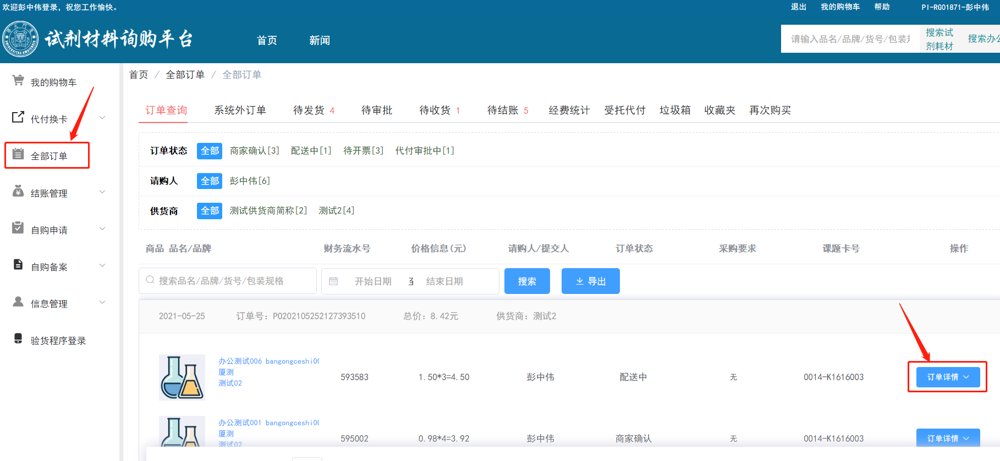 欢迎彭中伟登录，祝您工作愉快。
退出 我的购物车 帮助 PI-RG01871-彭中伟
试剂材料询购平台
首页 新闻
请输入品名/品牌/货号/包装
搜索试剂耗材
搜索办
我的购物车
代付换卡
全部订单
结账管理
自购申请
自购备案
信息管理
验货程序登录
首页 / 全部订单 / 全部订单
订单查询 系统外订单 待发货 4 待审批 待收货 1 待结账 5 经费统计 受托代付 垃圾箱 收藏夹 再次购买
订单状态 全部 商家确认[3] 配送中[1] 待开票[3] 代付审批中[1]
请购人 全部 彭中伟[6]
供货商 全部 测试供货商简称[2] 测试2[4]
商品 品名/品牌 财务流水号 价格信息(元) 请购人/提交人 订单状态 采购要求 课题卡号 操作
搜索品名/品牌/货号/包装规格 开始日期 至 结束日期 搜索 导出
2021-05-25 订单号：PO202105252127393510 总价：8.42元 供货商：测试2
办公测试006 bangongceshi00
厦测
测试02
593583 1.50*3=4.50 彭中伟 配送中 无 0014-K1616003 订单详情
办公测试001 bangongceshi00
厦测
测试02
595002 0.98*4=3.92 彭中伟 商家确认 无 0014-K1616003 订单详情